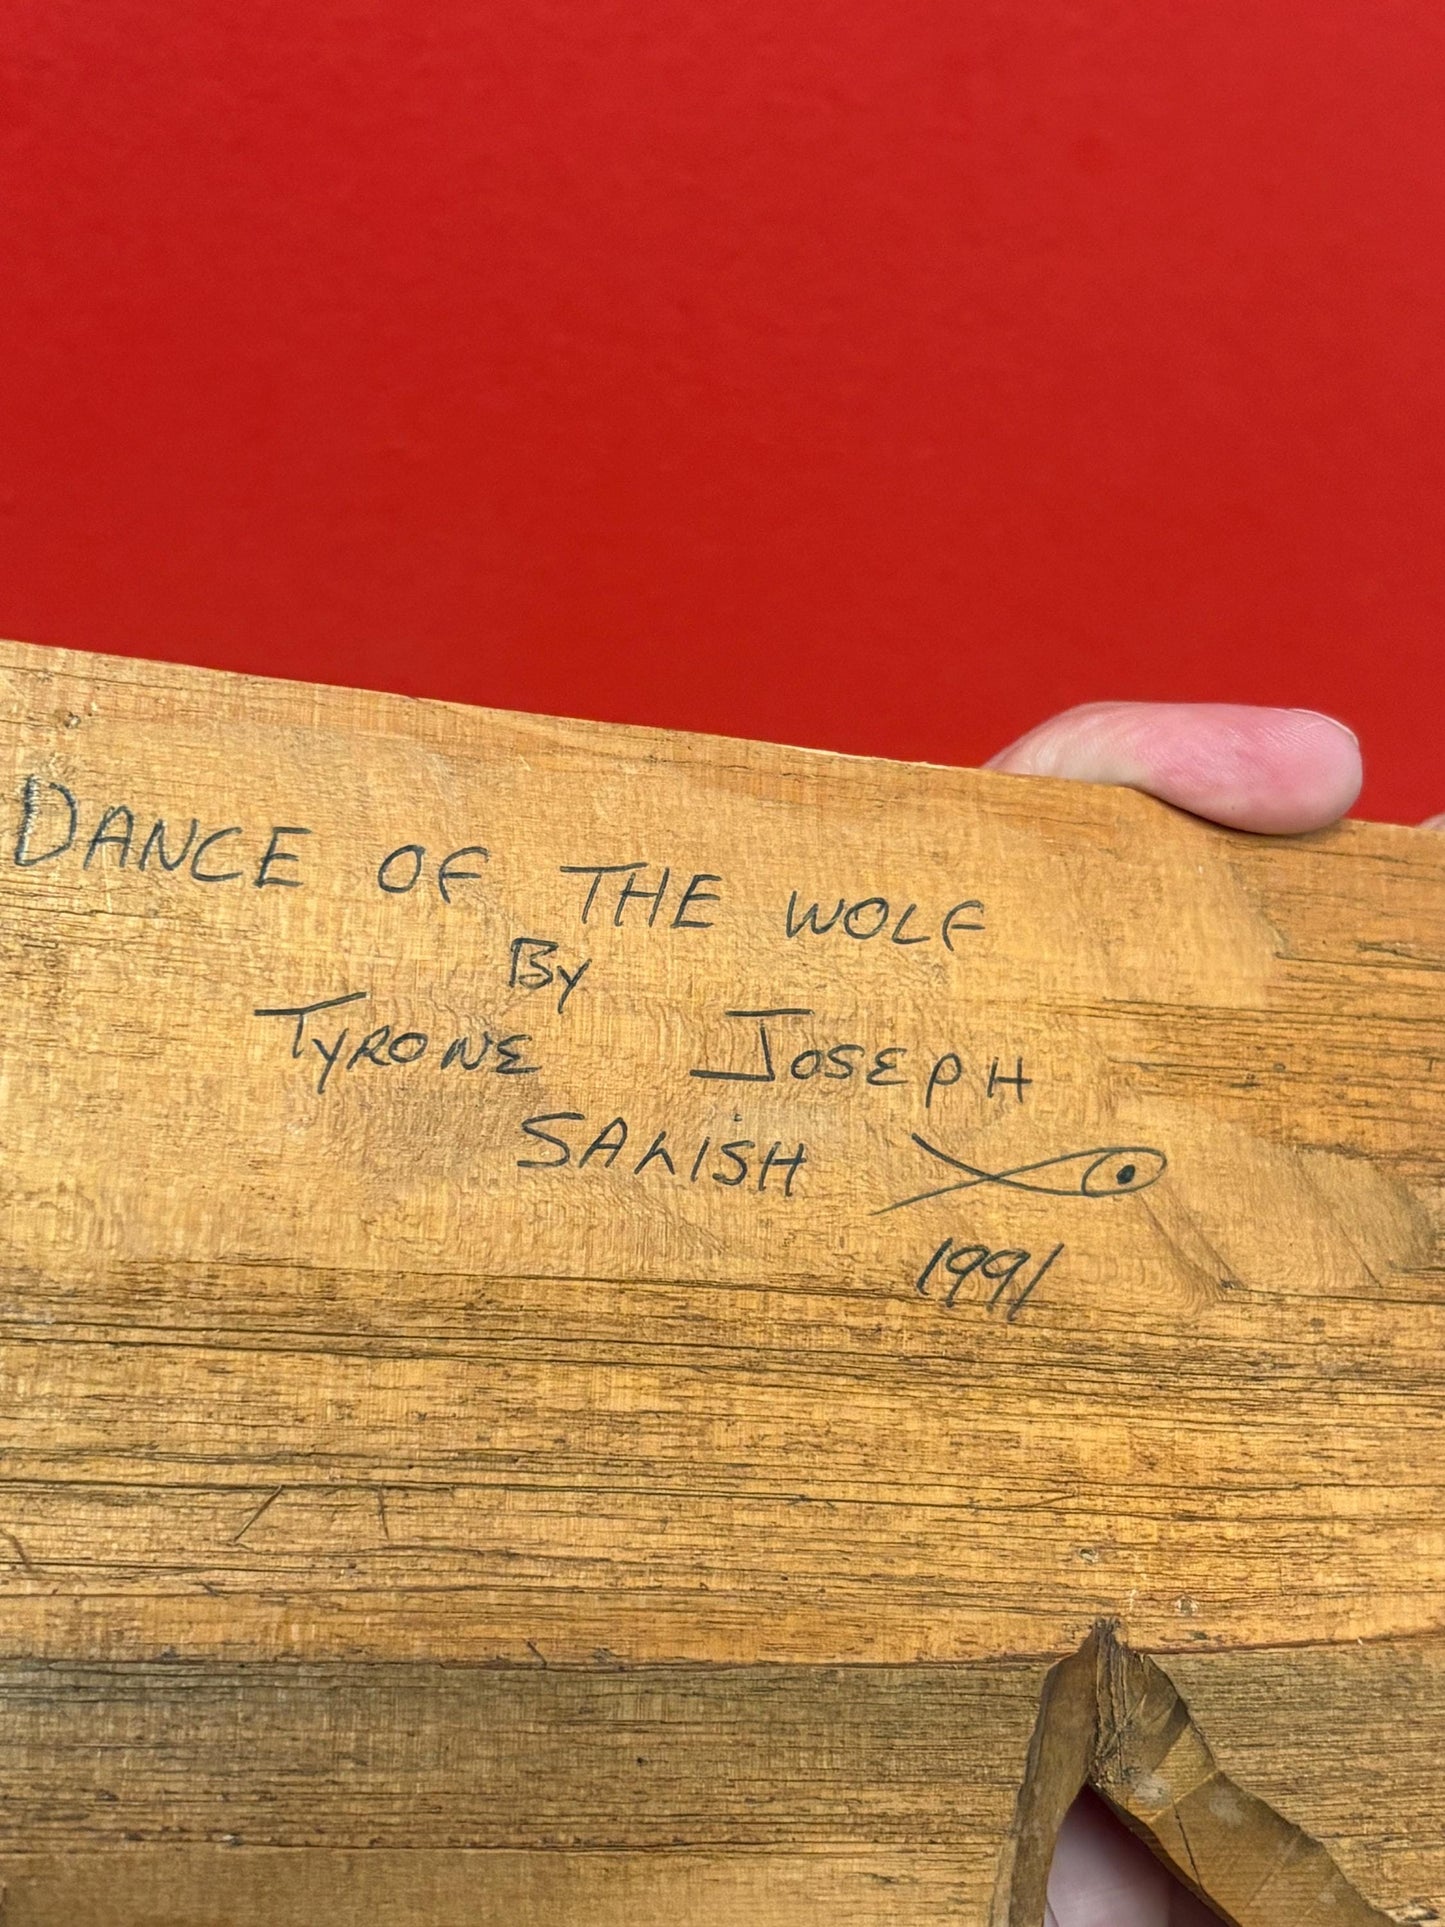 DANCE OF THE WOLF
By
TYRONE JOSEPH
SALISH
1991